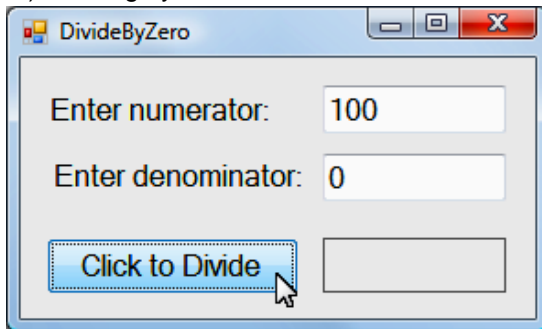 DivideByZero
Enter numerator: 100
Enter denominator: 0
Click to Divide